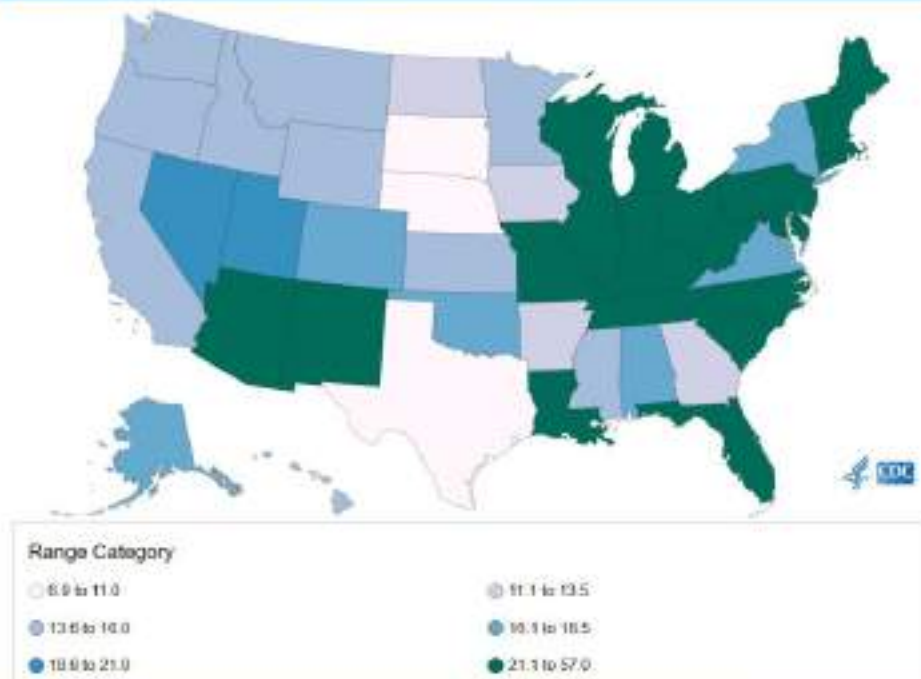 CDC
Range Category
6.9 to 11.0
11.1 to 13.5
13.6 to 16.0
16.1 to 18.5
18.6 to 21.0
21.1 to 57.0